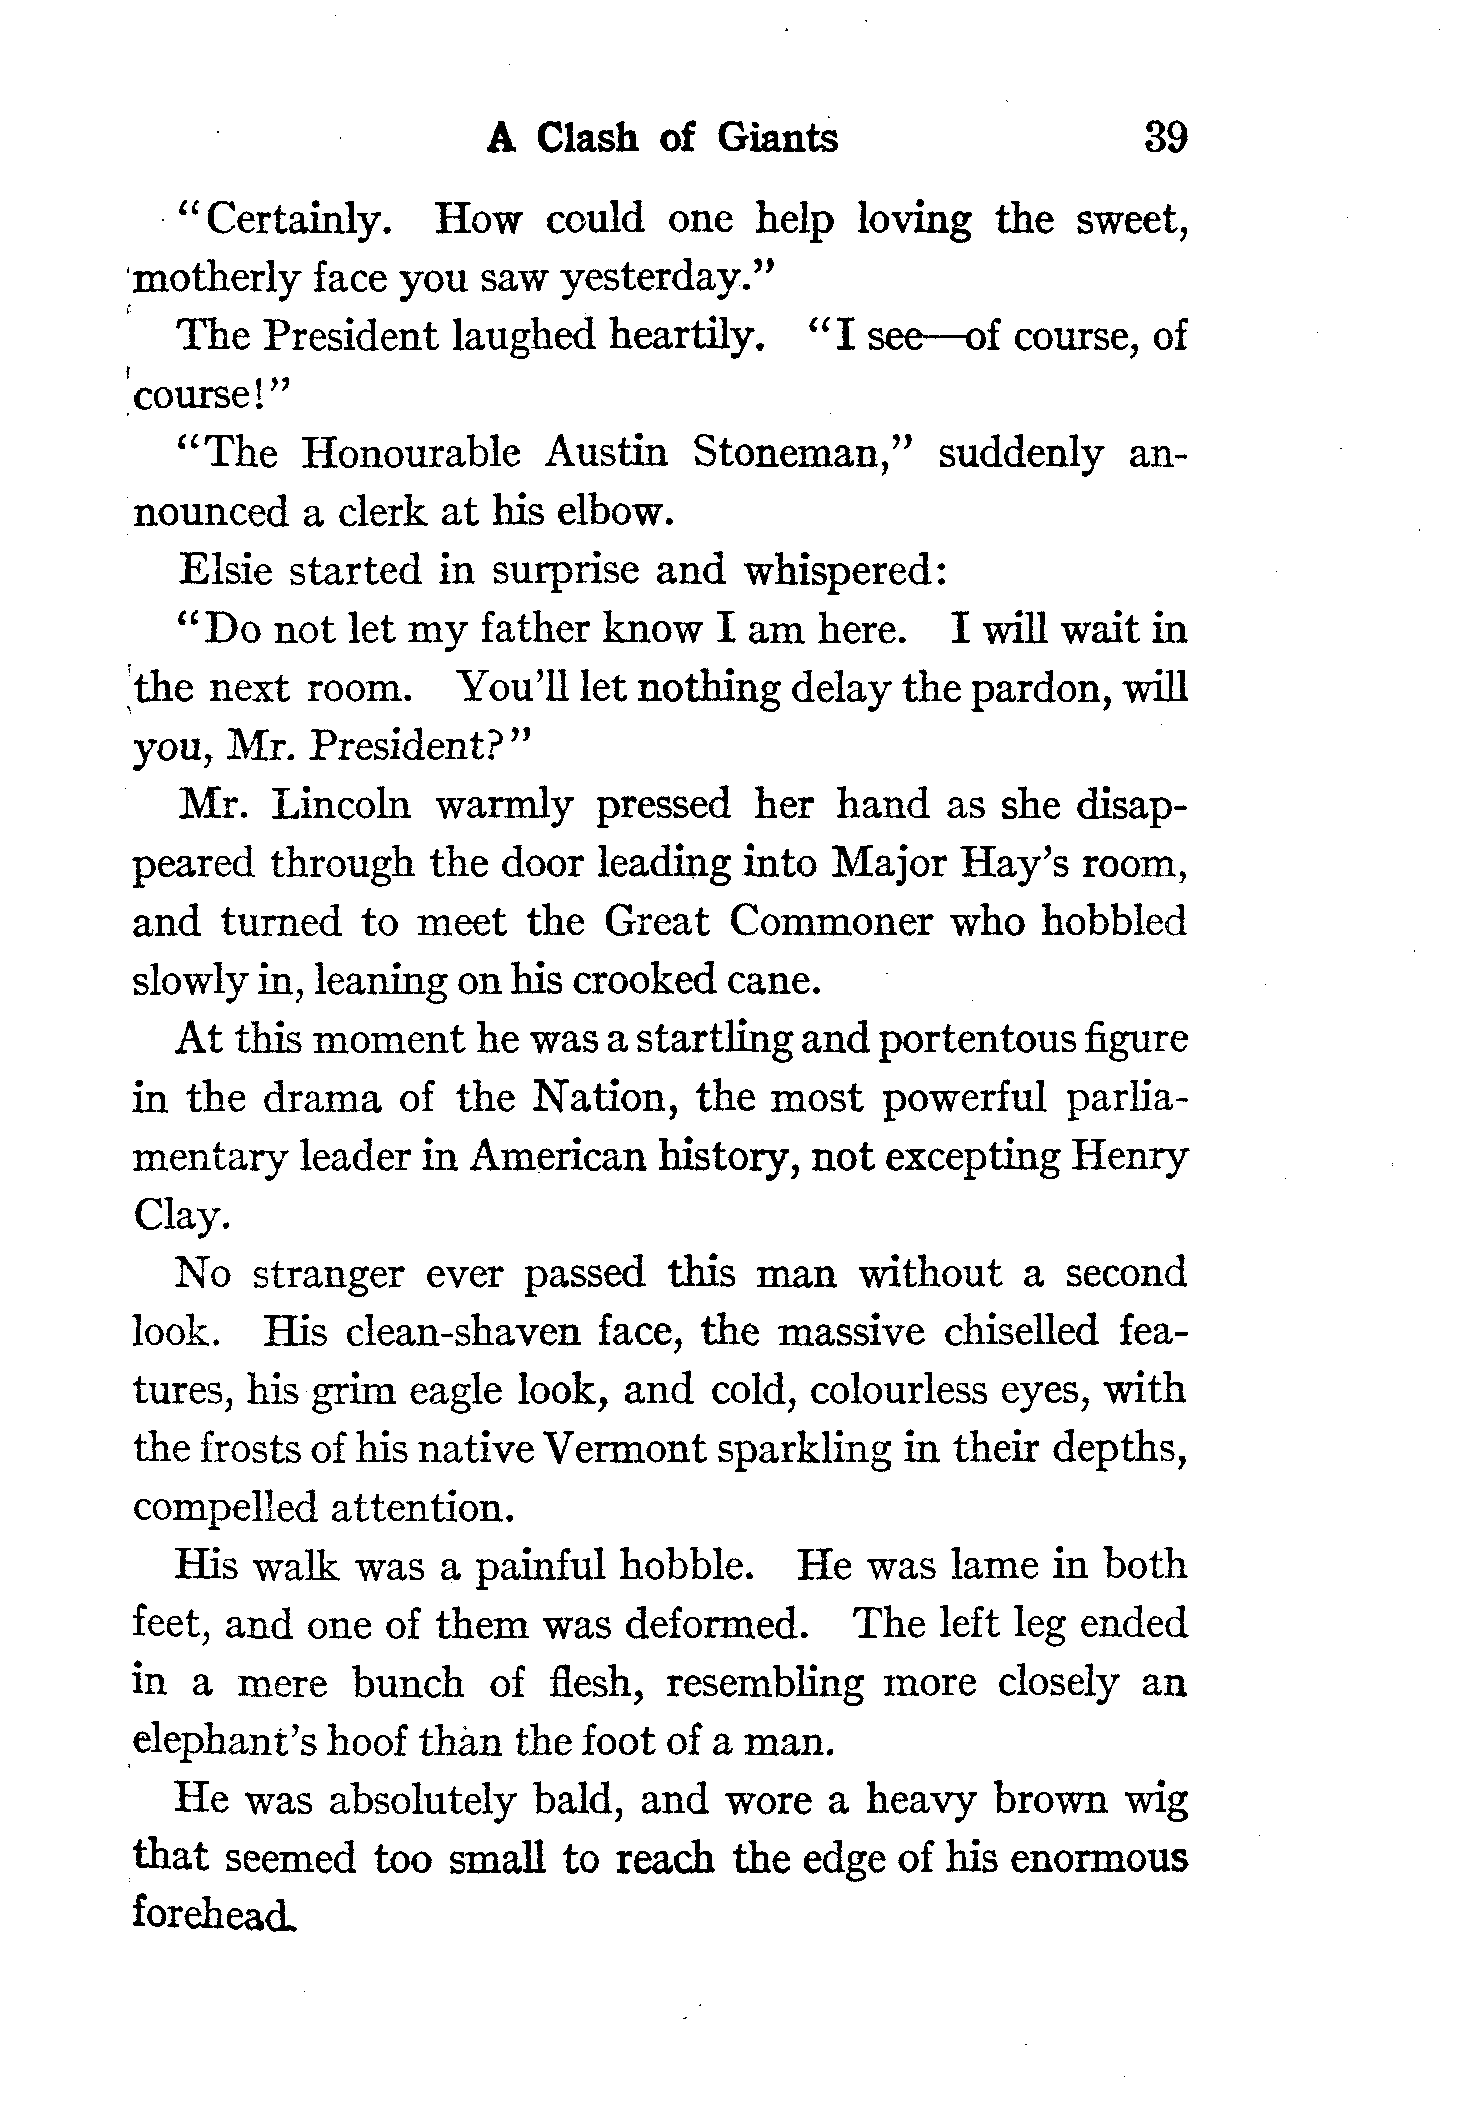 A Clash of Giants 39
"Certainly. How could one help loving the sweet,
motherly face you saw yesterday."
The President laughed heartily. "I see—of course, of
course!"
"The Honourable Austin Stoneman," suddenly an-
nounced a clerk at his elbow.
Elsie started in surprise and whispered:
"Do not let my father know I am here. I will wait in
the next room. You'll let nothing delay the pardon, will
you, Mr. President?"
Mr. Lincoln warmly pressed her hand as she disap-
peared through the door leading into Major Hay's room,
and turned to meet the Great Commoner who hobbled
slowly in, leaning on his crooked cane.
At this moment he was a startling and portentous figure
in the drama of the Nation, the most powerful parlia-
mentary leader in American history, not excepting Henry
Clay.
No stranger ever passed this man without a second
look. His clean-shaven face, the massive chiselled fea-
tures, his grim eagle look, and cold, colourless eyes, with
the frosts of his native Vermont sparkling in their depths,
compelled attention.
His walk was a painful hobble. He was lame in both
feet, and one of them was deformed. The left leg ended
in a mere bunch of flesh, resembling more closely an
elephant's hoof than the foot of a man.
He was absolutely bald, and wore a heavy brown wig
that seemed too small to reach the edge of his enormous
forehead.